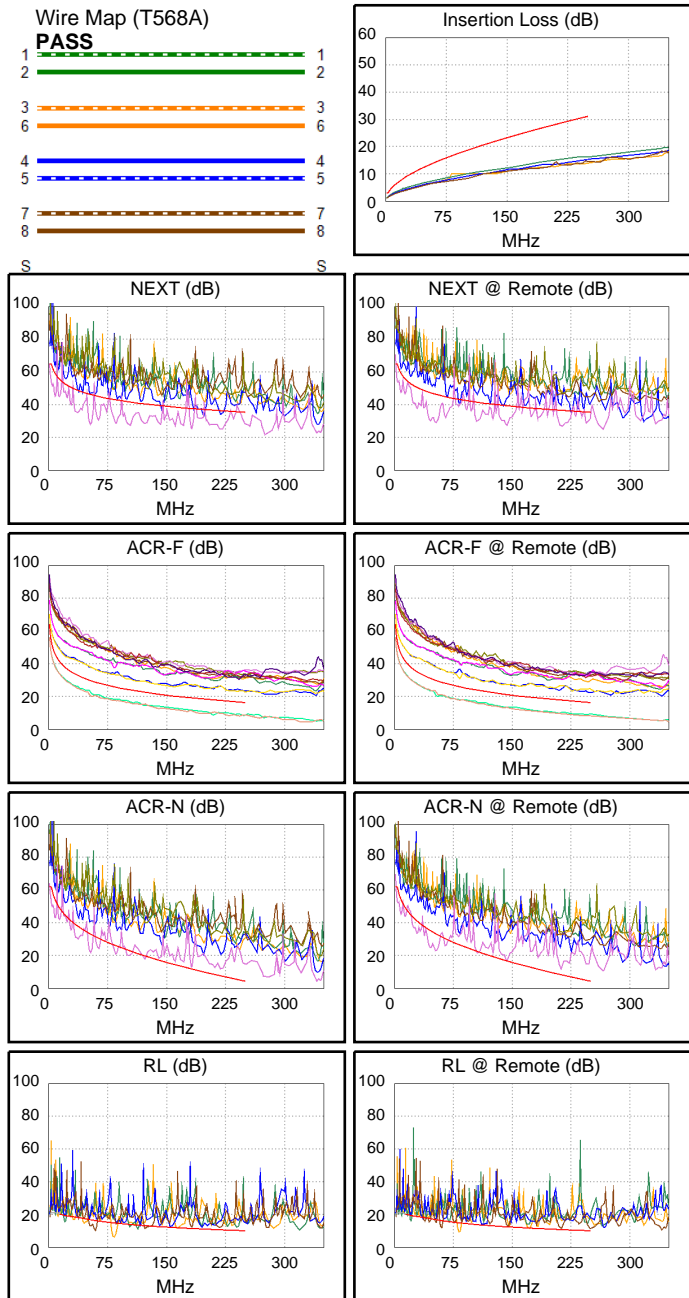 Wire Map (T568A)
PASS
1 1
2 2
3 3
6 6
4 4
5 5
7 7
8 8
S S
Insertion Loss (dB)
60
50
40
30
20
10
0
0 75 150 225 300
MHz
NEXT (dB)
100
80
60
40
20
0
0 75 150 225 300
MHz
NEXT @ Remote (dB)
100
80
60
40
20
0
0 75 150 225 300
MHz
ACR-F (dB)
100
80
60
40
20
0
0 75 150 225 300
MHz
ACR-F @ Remote (dB)
100
80
60
40
20
0
0 75 150 225 300
MHz
ACR-N (dB)
100
80
60
40
20
0
0 75 150 225 300
MHz
ACR-N @ Remote (dB)
100
80
60
40
20
0
0 75 150 225 300
MHz
RL (dB)
100
80
60
40
20
0
0 75 150 225 300
MHz
RL @ Remote (dB)
100
80
60
40
20
0
0 75 150 225 300
MHz